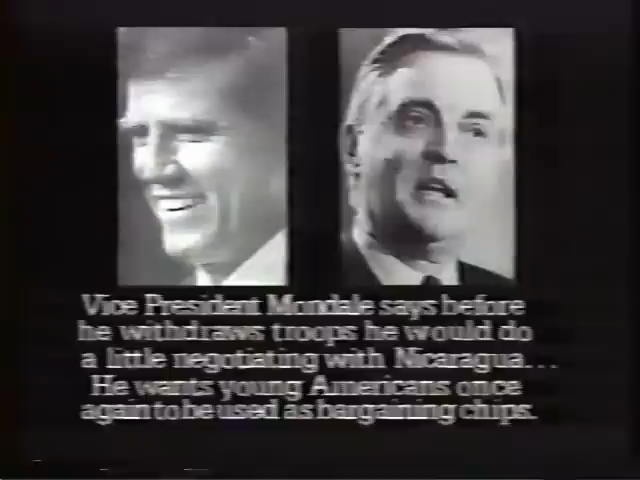 Vice President Mondale says before
he withdraws troops he would do
a little negotiating with Nicaragua...
He wants young Americans once
again to be used as bargaining chips.